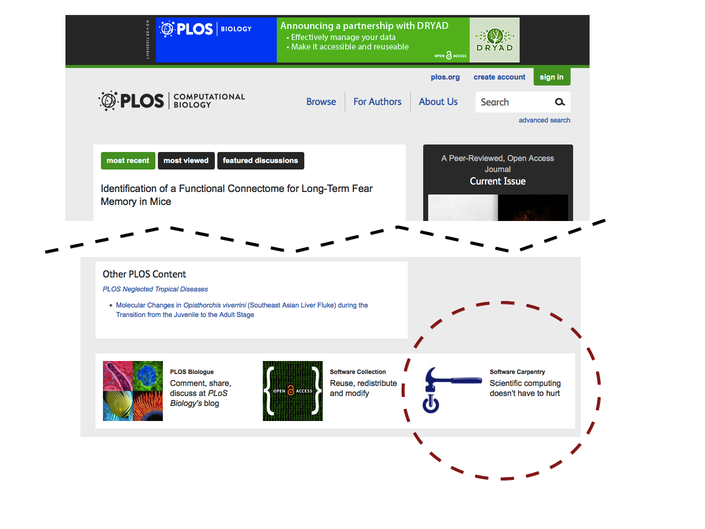 ADVERTISEMENT
PLOS BIOLOGY
Announcing a partnership with DRYAD
• Effectively manage your data
• Make it accessible and reuseable
OPEN ACCESS
DRYAD
plos.org create account sign in
PLOS COMPUTATIONAL BIOLOGY
Browse For Authors About Us Search
advanced search
most recent most viewed featured discussions
Identification of a Functional Connectome for Long-Term Fear
Memory in Mice
A Peer-Reviewed, Open Access
Journal
Current Issue
Other PLOS Content
PLOS Neglected Tropical Diseases
• Molecular Changes in Opisthorchis viverrini (Southeast Asian Liver Fluke) during the
Transition from the Juvenile to the Adult Stage
PLOS Biologue
Comment, share,
discuss at PLoS
Biology's blog
{ OPEN ACCESS }
Software Collection
Reuse, redistribute
and modify
Software Carpentry
Scientific computing
doesn't have to hurt